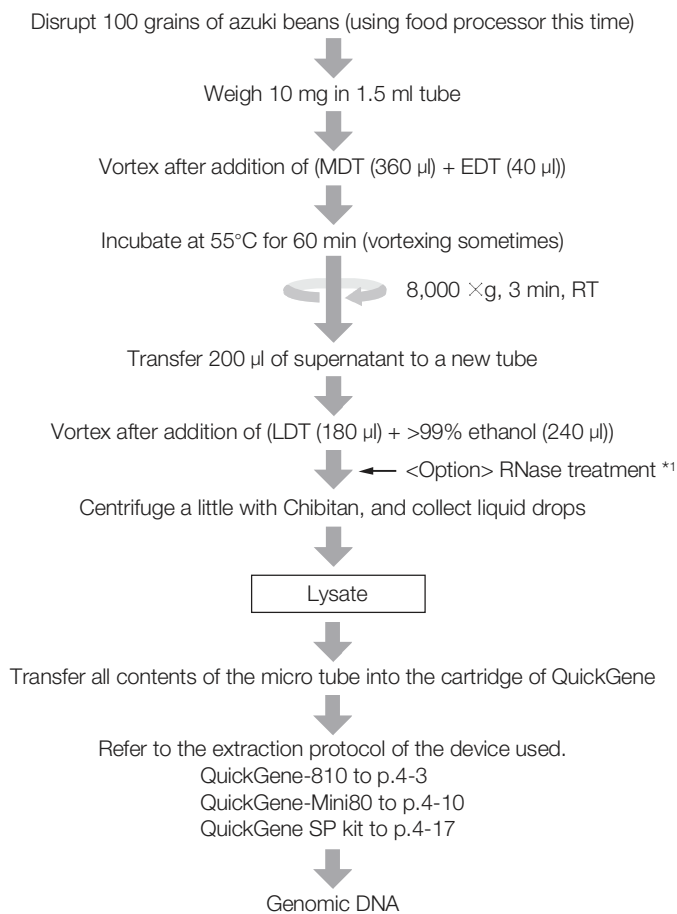 Disrupt 100 grains of azuki beans (using food processor this time)
Weigh 10 mg in 1.5 ml tube
Vortex after addition of (MDT (360 µl) + EDT (40 µl))
Incubate at 55°C for 60 min (vortexing sometimes)
8,000 ×g, 3 min, RT
Transfer 200 µl of supernatant to a new tube
Vortex after addition of (LDT (180 µl) + >99% ethanol (240 µl))
<Option> RNase treatment *1
Centrifuge a little with Chibitan, and collect liquid drops
Lysate
Transfer all contents of the micro tube into the cartridge of QuickGene
Refer to the extraction protocol of the device used.
QuickGene-810 to p.4-3
QuickGene-Mini80 to p.4-10
QuickGene SP kit to p.4-17
Genomic DNA